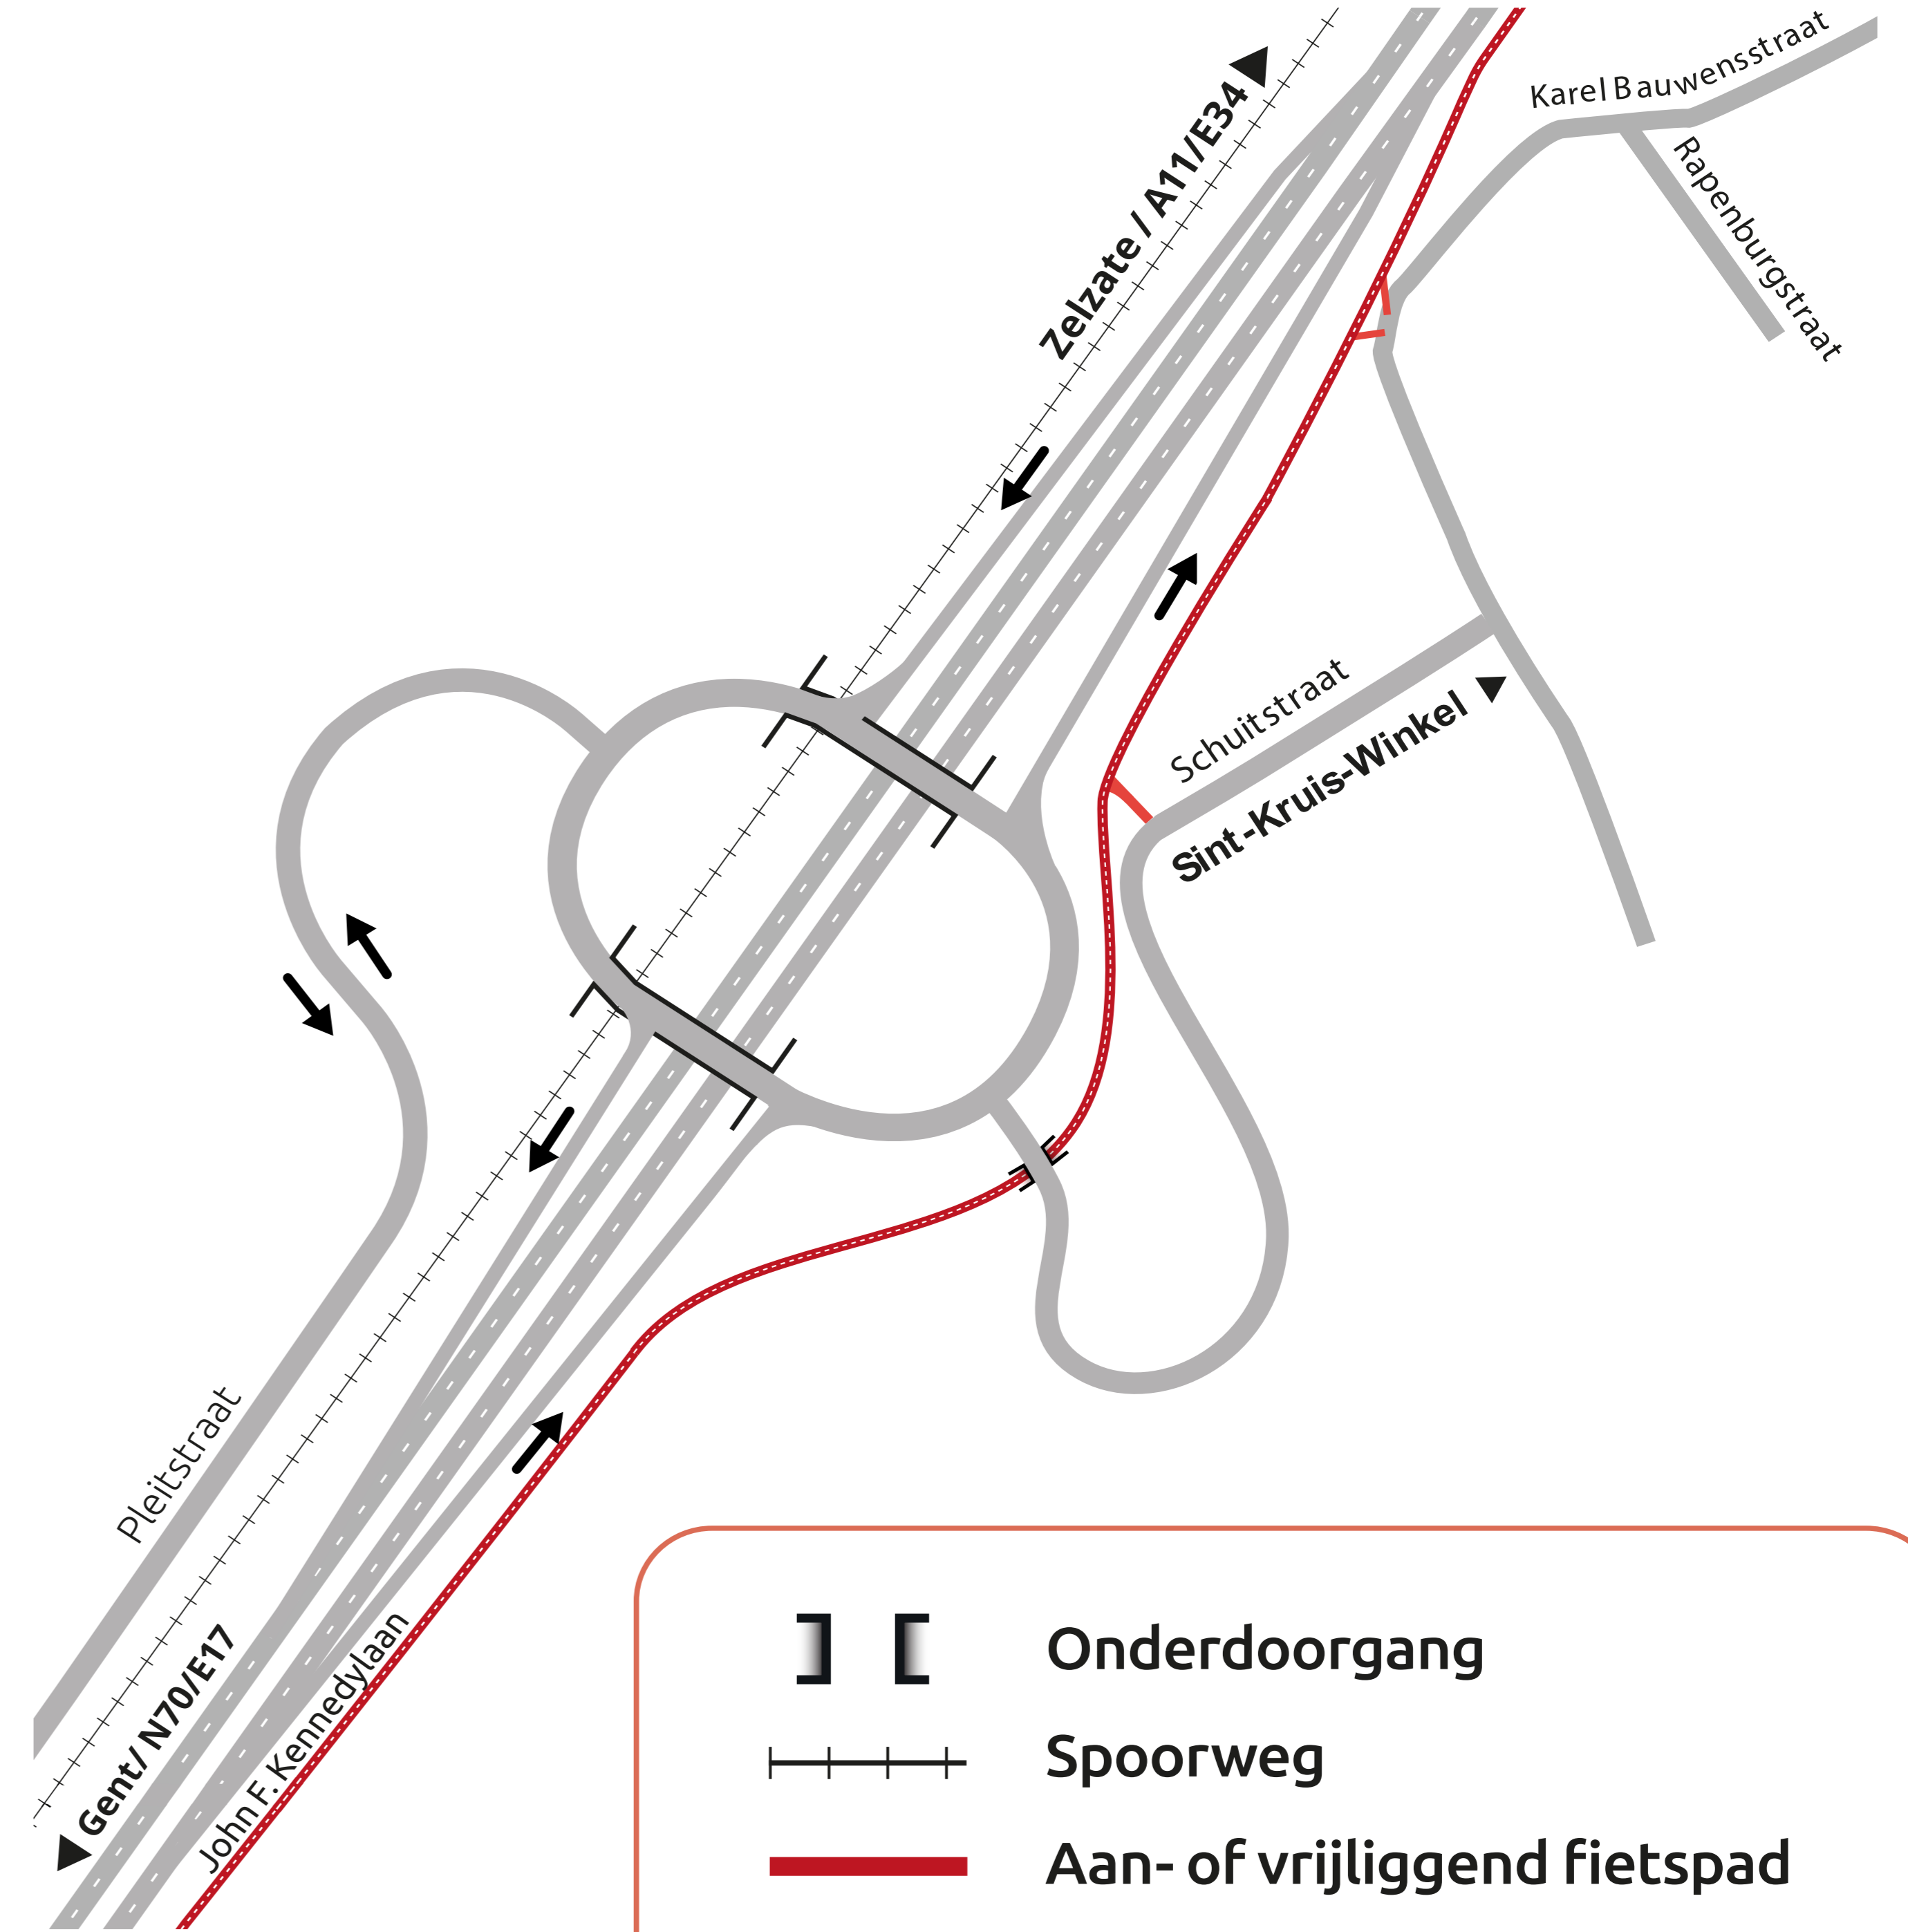 Karel Bauwensstraat
Rapenburgstraat
Zelzate / A11/E34
Schuitstraat
Sint-Kruis-Winkel
Pleitstraat
Gent/ N70/E17
John F. Kennedylaan
Onderdoorgang
Spoorweg
Aan- of vrijliggend fietspad